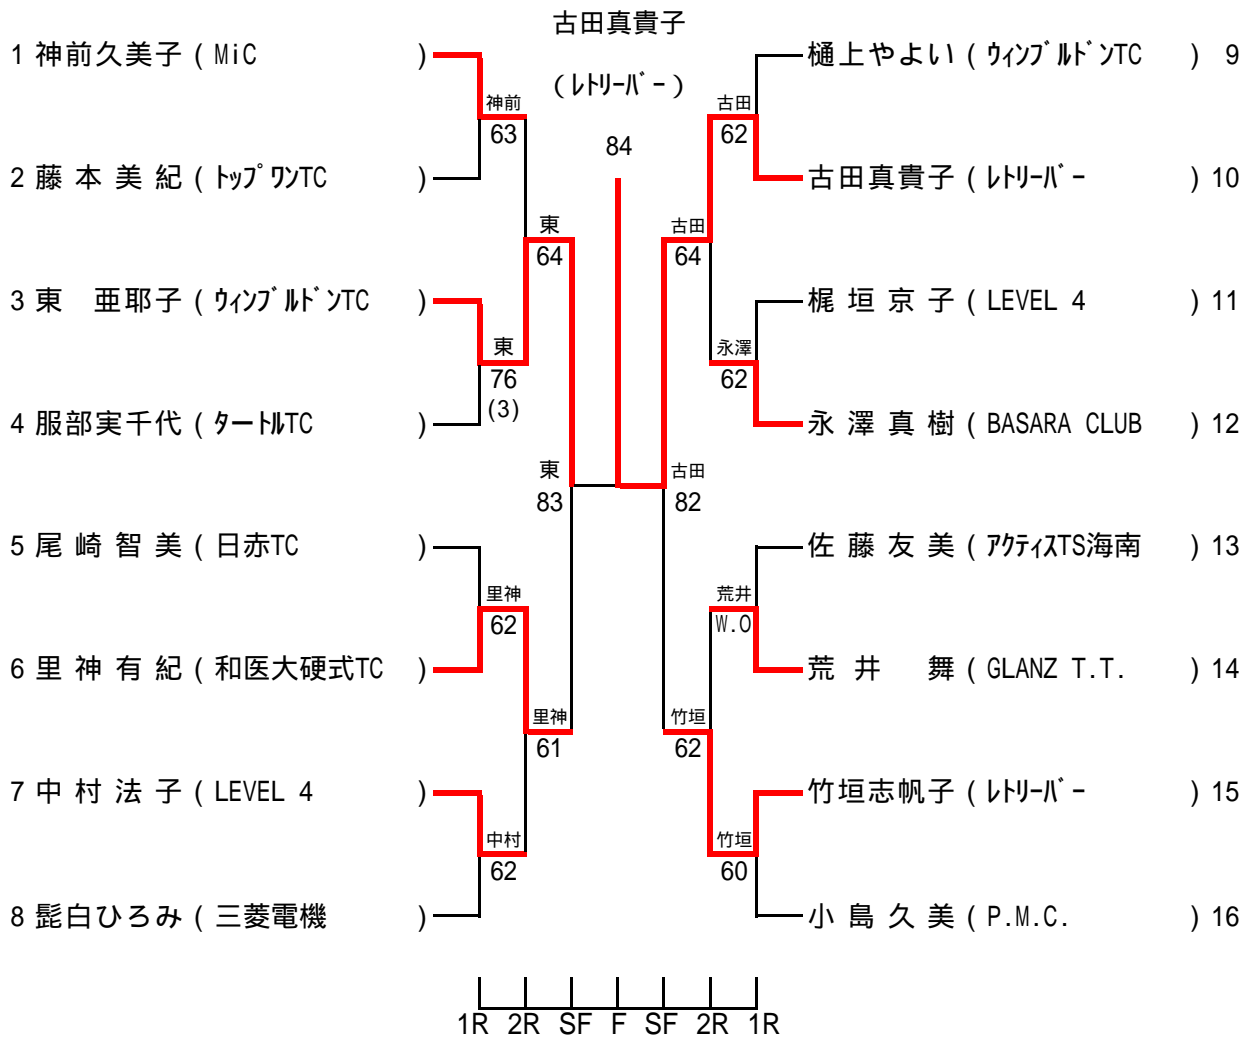 古田真貴子
(ﾚﾄﾘｰﾊﾞｰ)
84
1 神前久美子 ( MiC )
2 藤本美紀 ( ﾄｯﾌﾟﾜﾝTC )
3 東　亜耶子 ( ｳｨﾝﾌﾞﾙﾄﾞﾝTC )
4 服部実千代 ( ﾀｰﾄﾙTC )
5 尾崎智美 ( 日赤TC )
6 里神有紀 ( 和医大硬式TC )
7 中村法子 ( LEVEL 4 )
8 髭白ひろみ ( 三菱電機 )
神前
63
東
76
(3)
里神
62
中村
62
東
64
里神
61
東
83
古田
82
古田
64
竹垣
62
古田
62
永澤
62
荒井
W.O
竹垣
60
樋上やよい ( ｳｨﾝﾌﾞﾙﾄﾞﾝTC ) 9
古田真貴子 ( ﾚﾄﾘｰﾊﾞｰ ) 10
梶垣京子 ( LEVEL 4 ) 11
永澤真樹 ( BASARA CLUB ) 12
佐藤友美 ( ｱｸﾃｨｽTS海南 ) 13
荒井　舞 ( GLANZ T.T. ) 14
竹垣志帆子 ( ﾚﾄﾘｰﾊﾞｰ ) 15
小島久美 ( P.M.C. ) 16
1R 2R SF F SF 2R 1R